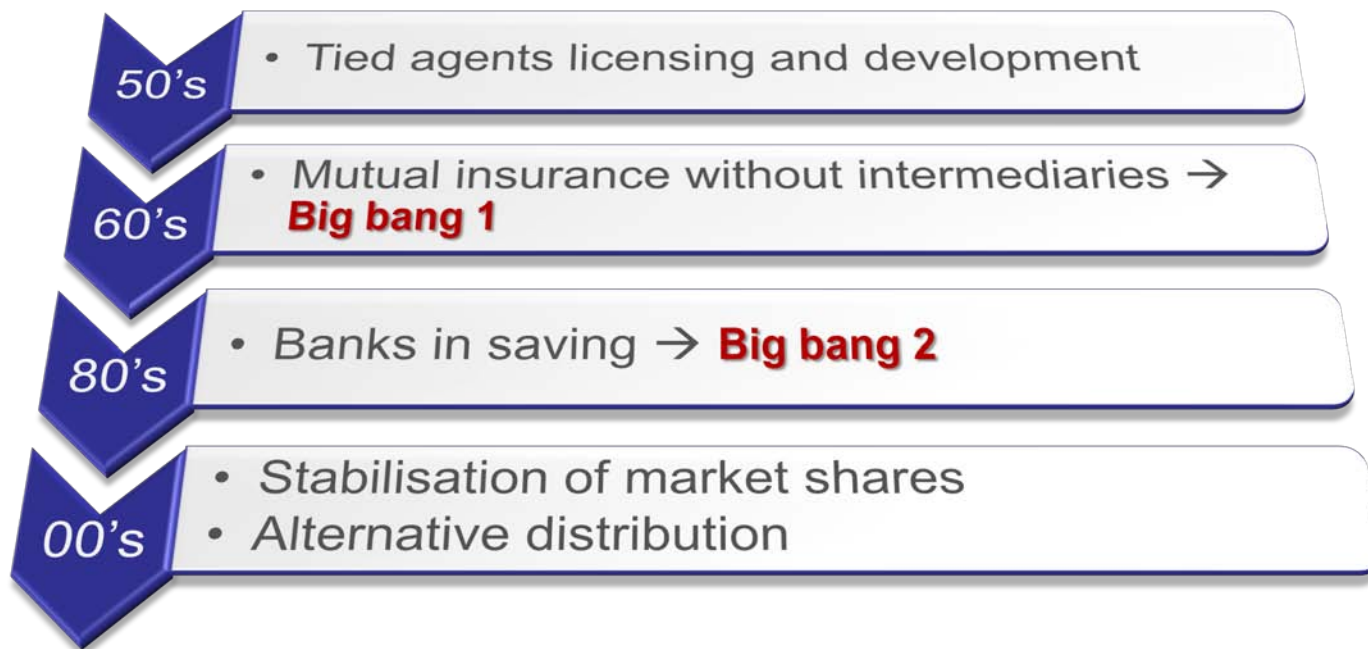 50's
• Tied agents licensing and development
60's
• Mutual insurance without intermediaries →
Big bang 1
80's
• Banks in saving → Big bang 2
00's
• Stabilisation of market shares
• Alternative distribution